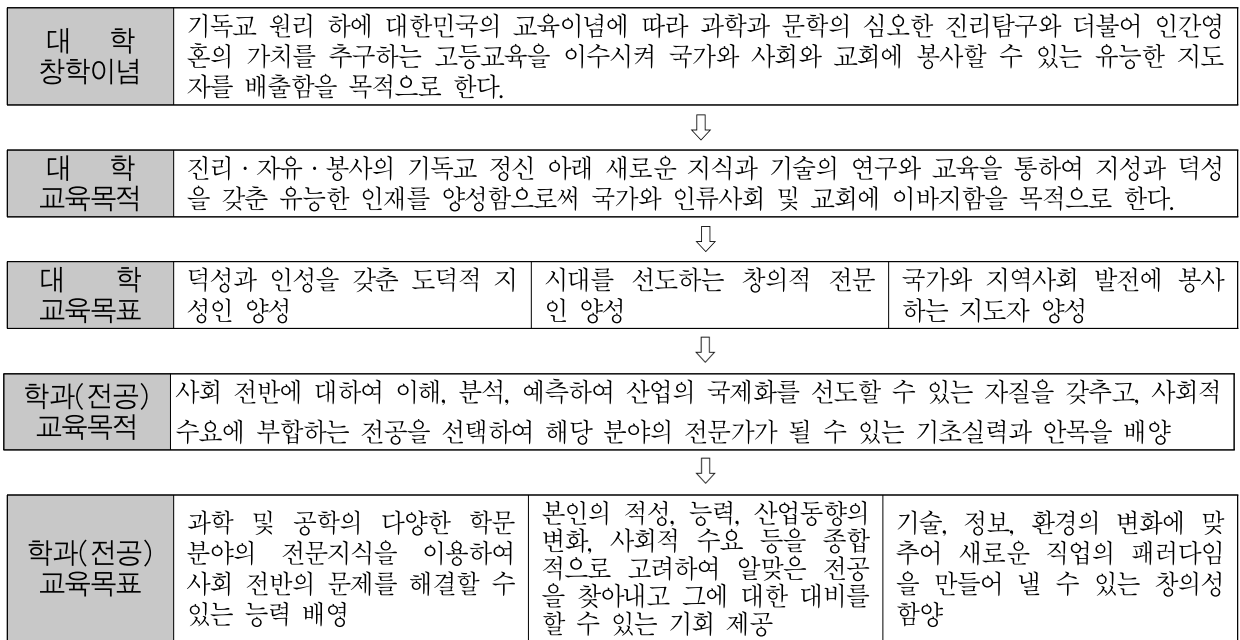 대 학
창학이념
기독교 원리 하에 대한민국의 교육이념에 따라 과학과 문학의 심오한 진리탐구와 더불어 인간영
혼의 가치를 추구하는 고등교육을 이수시켜 국가와 사회와 교회에 봉사할 수 있는 유능한 지도
자를 배출함을 목적으로 한다.
⇩
대 학
교육목적
진리·자유·봉사의 기독교 정신 아래 새로운 지식과 기술의 연구와 교육을 통하여 지성과 덕성
을 갖춘 유능한 인재를 양성함으로써 국가와 인류사회 및 교회에 이바지함을 목적으로 한다.
⇩
대 학
교육목표
덕성과 인성을 갖춘 도덕적 지
성인 양성
시대를 선도하는 창의적 전문
인 양성
국가와 지역사회 발전에 봉사
하는 지도자 양성
⇩
학과(전공)
교육목적
사회 전반에 대하여 이해, 분석, 예측하여 산업의 국제화를 선도할 수 있는 자질을 갖추고, 사회적
수요에 부합하는 전공을 선택하여 해당 분야의 전문가가 될 수 있는 기초실력과 안목을 배양
⇩
학과(전공)
교육목표
과학 및 공학의 다양한 학문
분야의 전문지식을 이용하여
사회 전반의 문제를 해결할 수
있는 능력 배영
본인의 적성, 능력, 산업동향의
변화, 사회적 수요 등을 종합
적으로 고려하여 알맞은 전공
을 찾아내고 그에 대한 대비를
할 수 있는 기회 제공
기술, 정보, 환경의 변화에 맞
추어 새로운 직업의 패러다임
을 만들어 낼 수 있는 창의성
함양